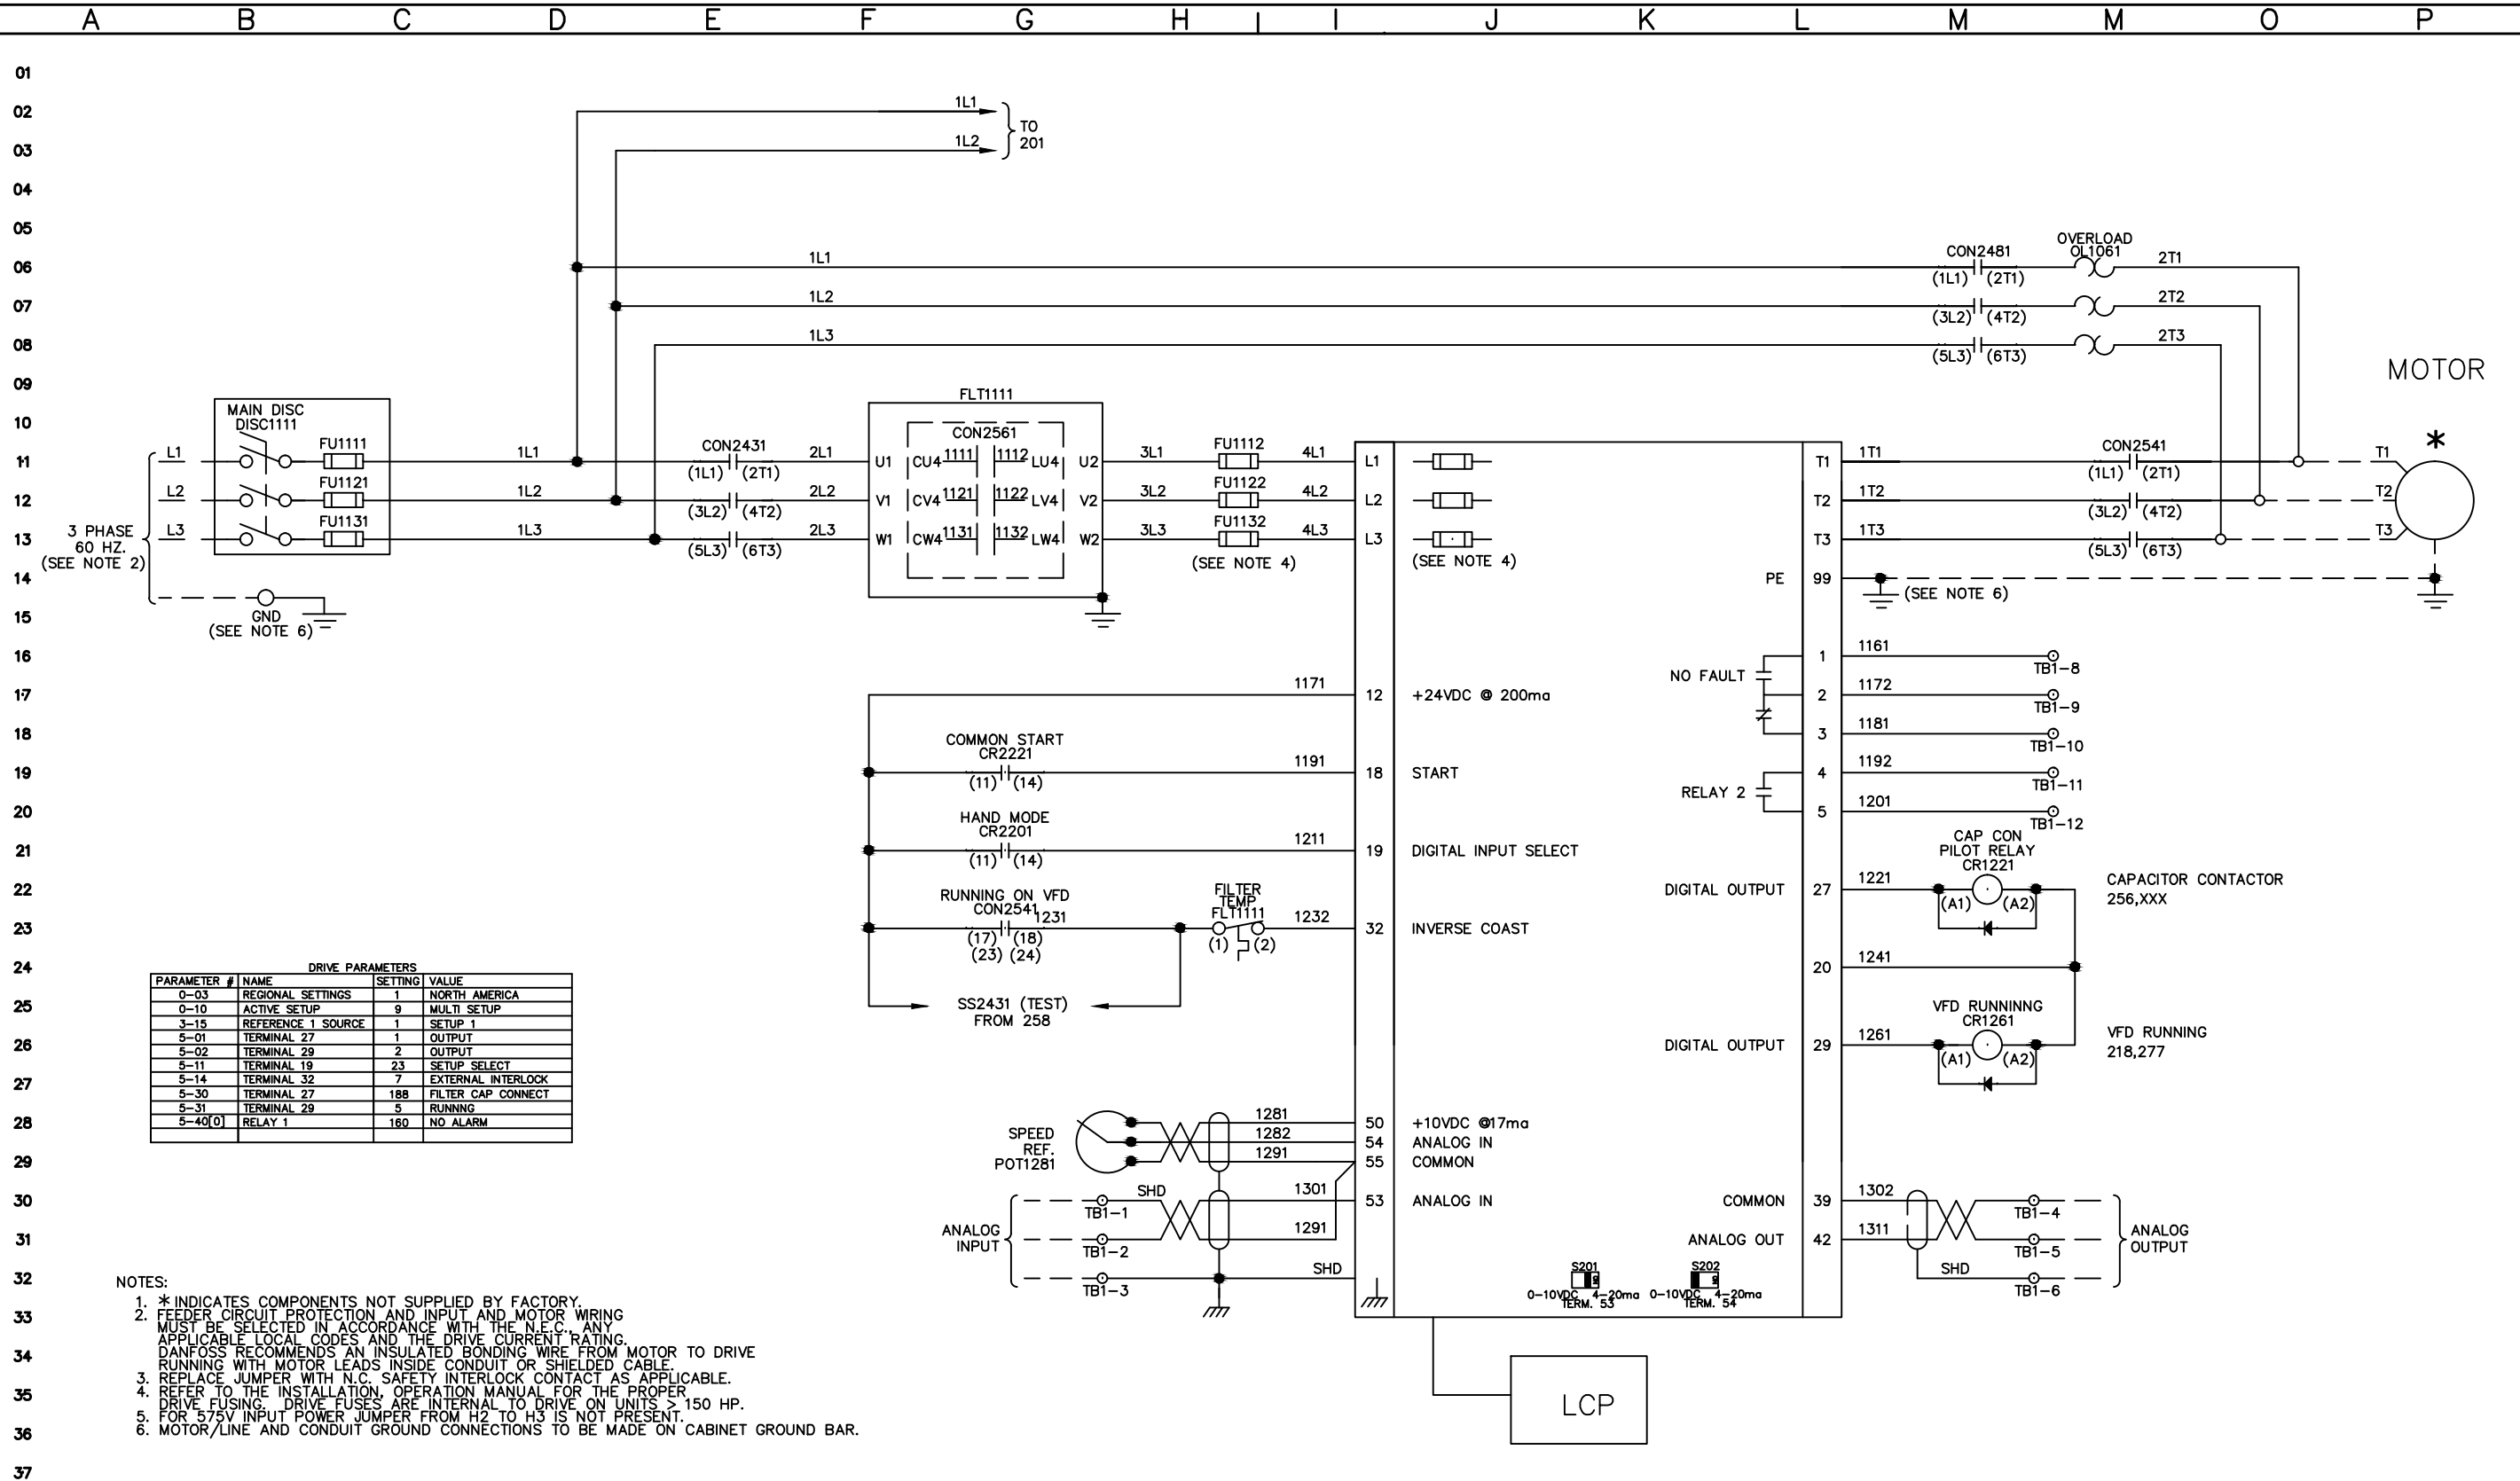 A B C D E F G H I J K L M M O P
01
02
03
04
05
06
07
08
09
10
11
12
13
14
15
16
17
18
19
20
21
22
23
24
25
26
27
28
29
30
31
32
33
34
35
36
37
1L1
1L2
TO
201
1L1
1L2
1L3
CON2481
(1L1) (2T1)
(3L2) (4T2)
(5L3) (6T3)
OVERLOAD
OL1061
2T1
2T2
2T3
MOTOR
*
MAIN DISC
DISC1111
L1
L2
L3
FU1111
FU1121
FU1131
3 PHASE
60 HZ.
(SEE NOTE 2)
GND
(SEE NOTE 6)
1L1
1L2
1L3
CON2431
(1L1) (2T1)
(3L2) (4T2)
(5L3) (6T3)
2L1
2L2
2L3
FLT1111
CON2561
U1 CU4 1111 1112 LU4 U2
V1 CV4 1121 1122 LV4 V2
W1 CW4 1131 1132 LW4 W2
3L1
3L2
3L3
FU1112
FU1122
FU1132
(SEE NOTE 4)
4L1
4L2
4L3
L1
L2
L3
(SEE NOTE 4)
T1
T2
T3
PE 99
1T1
1T2
1T3
(SEE NOTE 6)
CON2541
(1L1) (2T1)
(3L2) (4T2)
(5L3) (6T3)
T1
T2
T3
1171
12 +24VDC @ 200ma
COMMON START
CR2221
(11) (14)
1191
18 START
HAND MODE
CR2201
(11) (14)
1211
19 DIGITAL INPUT SELECT
RUNNING ON VFD
CON2541
1231
(17) (18)
(23) (24)
FILTER
TEMP
FLT1111
(1) (2)
1232
32 INVERSE COAST
SS2431 (TEST)
FROM 258
NO FAULT
1 1161 TB1-8
2 1172 TB1-9
3 1181 TB1-10
RELAY 2
4 1192 TB1-11
5 1201 TB1-12
CAP CON
PILOT RELAY
CR1221
DIGITAL OUTPUT 27 1221
(A1) (A2)
CAPACITOR CONTACTOR
256,XXX
20 1241
VFD RUNNINNG
CR1261
DIGITAL OUTPUT 29 1261
(A1) (A2)
VFD RUNNING
218,277
DRIVE PARAMETERS
PARAMETER # NAME SETTING VALUE
0-03 REGIONAL SETTINGS 1 NORTH AMERICA
0-10 ACTIVE SETUP 9 MULTI SETUP
3-15 REFERENCE 1 SOURCE 1 SETUP 1
5-01 TERMINAL 27 1 OUTPUT
5-02 TERMINAL 29 2 OUTPUT
5-11 TERMINAL 19 23 SETUP SELECT
5-14 TERMINAL 32 7 EXTERNAL INTERLOCK
5-30 TERMINAL 27 188 FILTER CAP CONNECT
5-31 TERMINAL 29 5 RUNNNG
5-40[0] RELAY 1 160 NO ALARM
SPEED
REF.
POT1281
1281
1282
1291
50 +10VDC @17ma
54 ANALOG IN
55 COMMON
ANALOG
INPUT
TB1-1
TB1-2
TB1-3
SHD
1301
1291
SHD
53 ANALOG IN
COMMON 39 1302
ANALOG OUT 42 1311
SHD
TB1-4
TB1-5
TB1-6
ANALOG
OUTPUT
S201
0-10VDC 4-20ma
TERM. 53
S202
0-10VDC 4-20ma
TERM. 54
LCP
NOTES:
1. * INDICATES COMPONENTS NOT SUPPLIED BY FACTORY.
2. FEEDER CIRCUIT PROTECTION AND INPUT AND MOTOR WIRING
MUST BE SELECTED IN ACCORDANCE WITH THE N.E.C., ANY
APPLICABLE LOCAL CODES AND THE DRIVE CURRENT RATING.
DANFOSS RECOMMENDS AN INSULATED BONDING WIRE FROM MOTOR TO DRIVE
RUNNING WITH MOTOR LEADS INSIDE CONDUIT OR SHIELDED CABLE.
3. REPLACE JUMPER WITH N.C. SAFETY INTERLOCK CONTACT AS APPLICABLE.
4. REFER TO THE INSTALLATION, OPERATION MANUAL FOR THE PROPER
DRIVE FUSING. DRIVE FUSES ARE INTERNAL TO DRIVE ON UNITS > 150 HP.
5. FOR 575V INPUT POWER JUMPER FROM H2 TO H3 IS NOT PRESENT.
6. MOTOR/LINE AND CONDUIT GROUND CONNECTIONS TO BE MADE ON CABINET GROUND BAR.